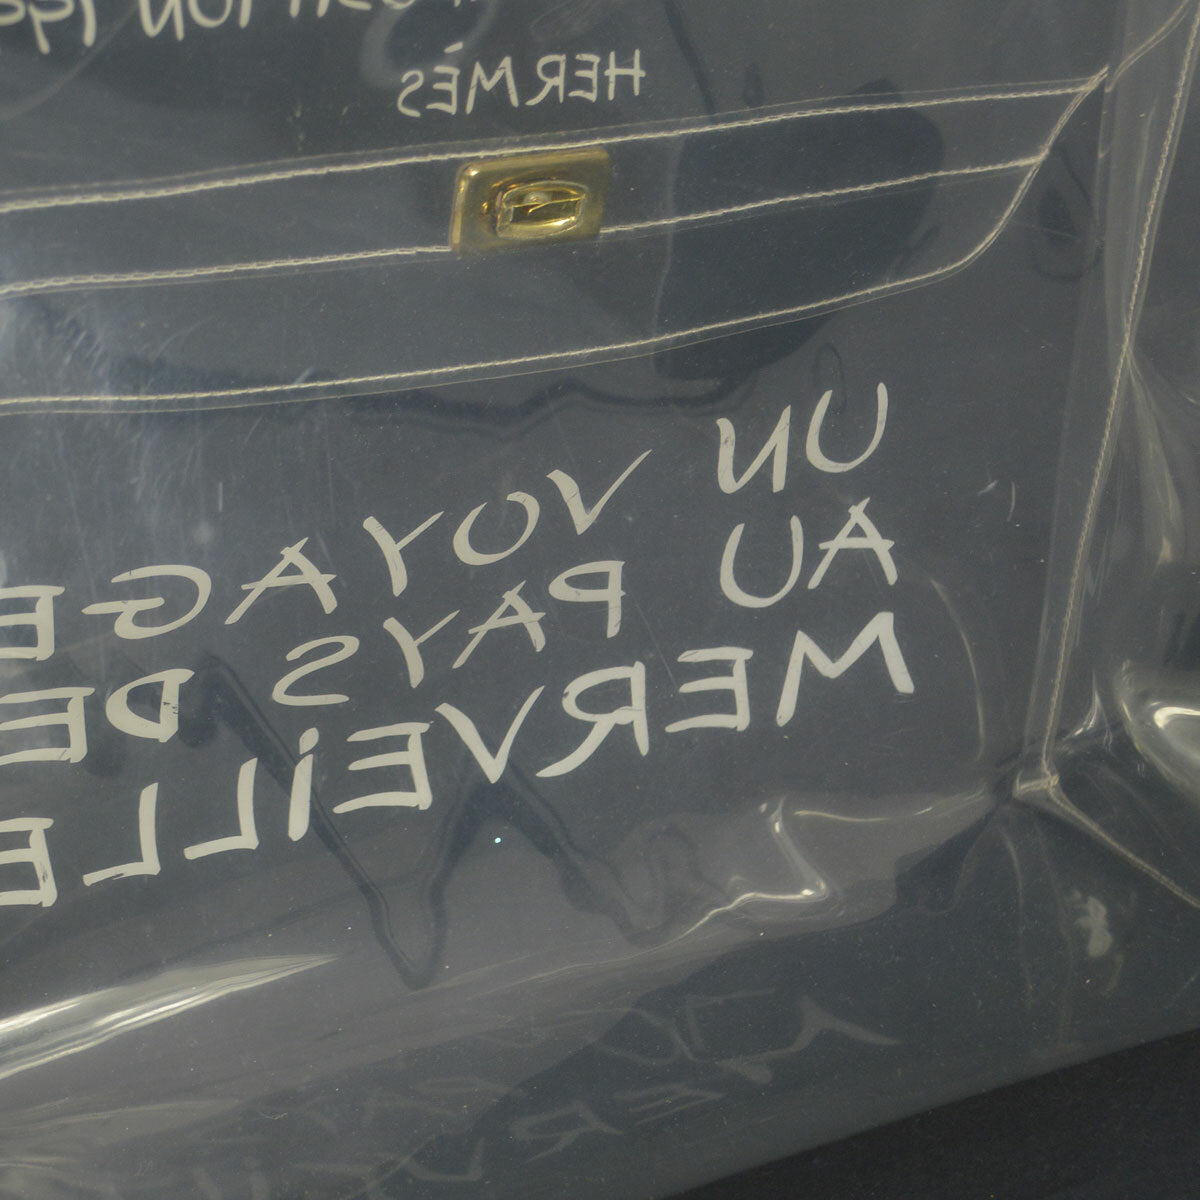 HERMÈS
UN VOYAGE
AU PAYS DE
MERVEiLLE